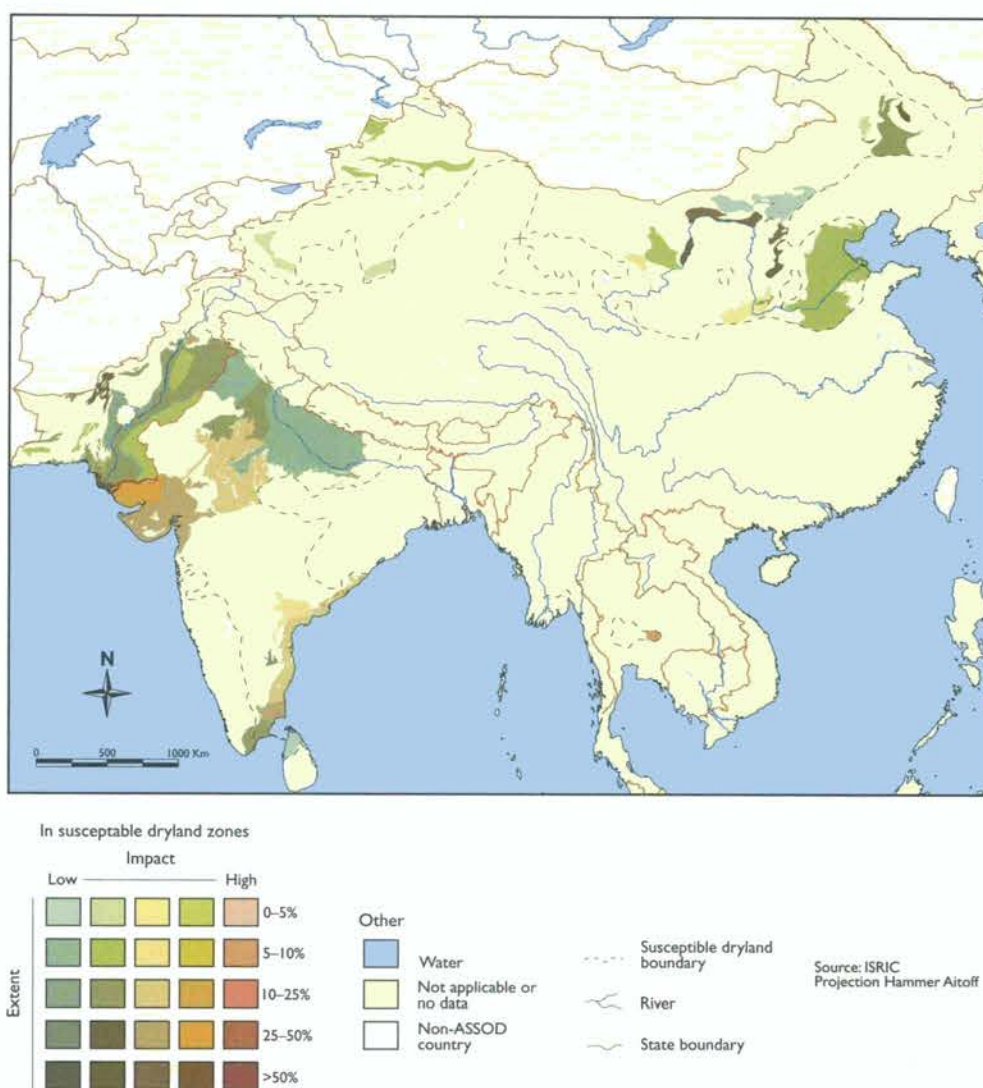 N
0 500 1000 Km
In susceptable dryland zones
Impact
Low High
0–5%
5–10%
10–25%
25–50%
>50%
Extent
Other
Water
Not applicable or
no data
Non-ASSOD
country
Susceptible dryland
boundary
River
State boundary
Source: ISRIC
Projection Hammer Aitoff